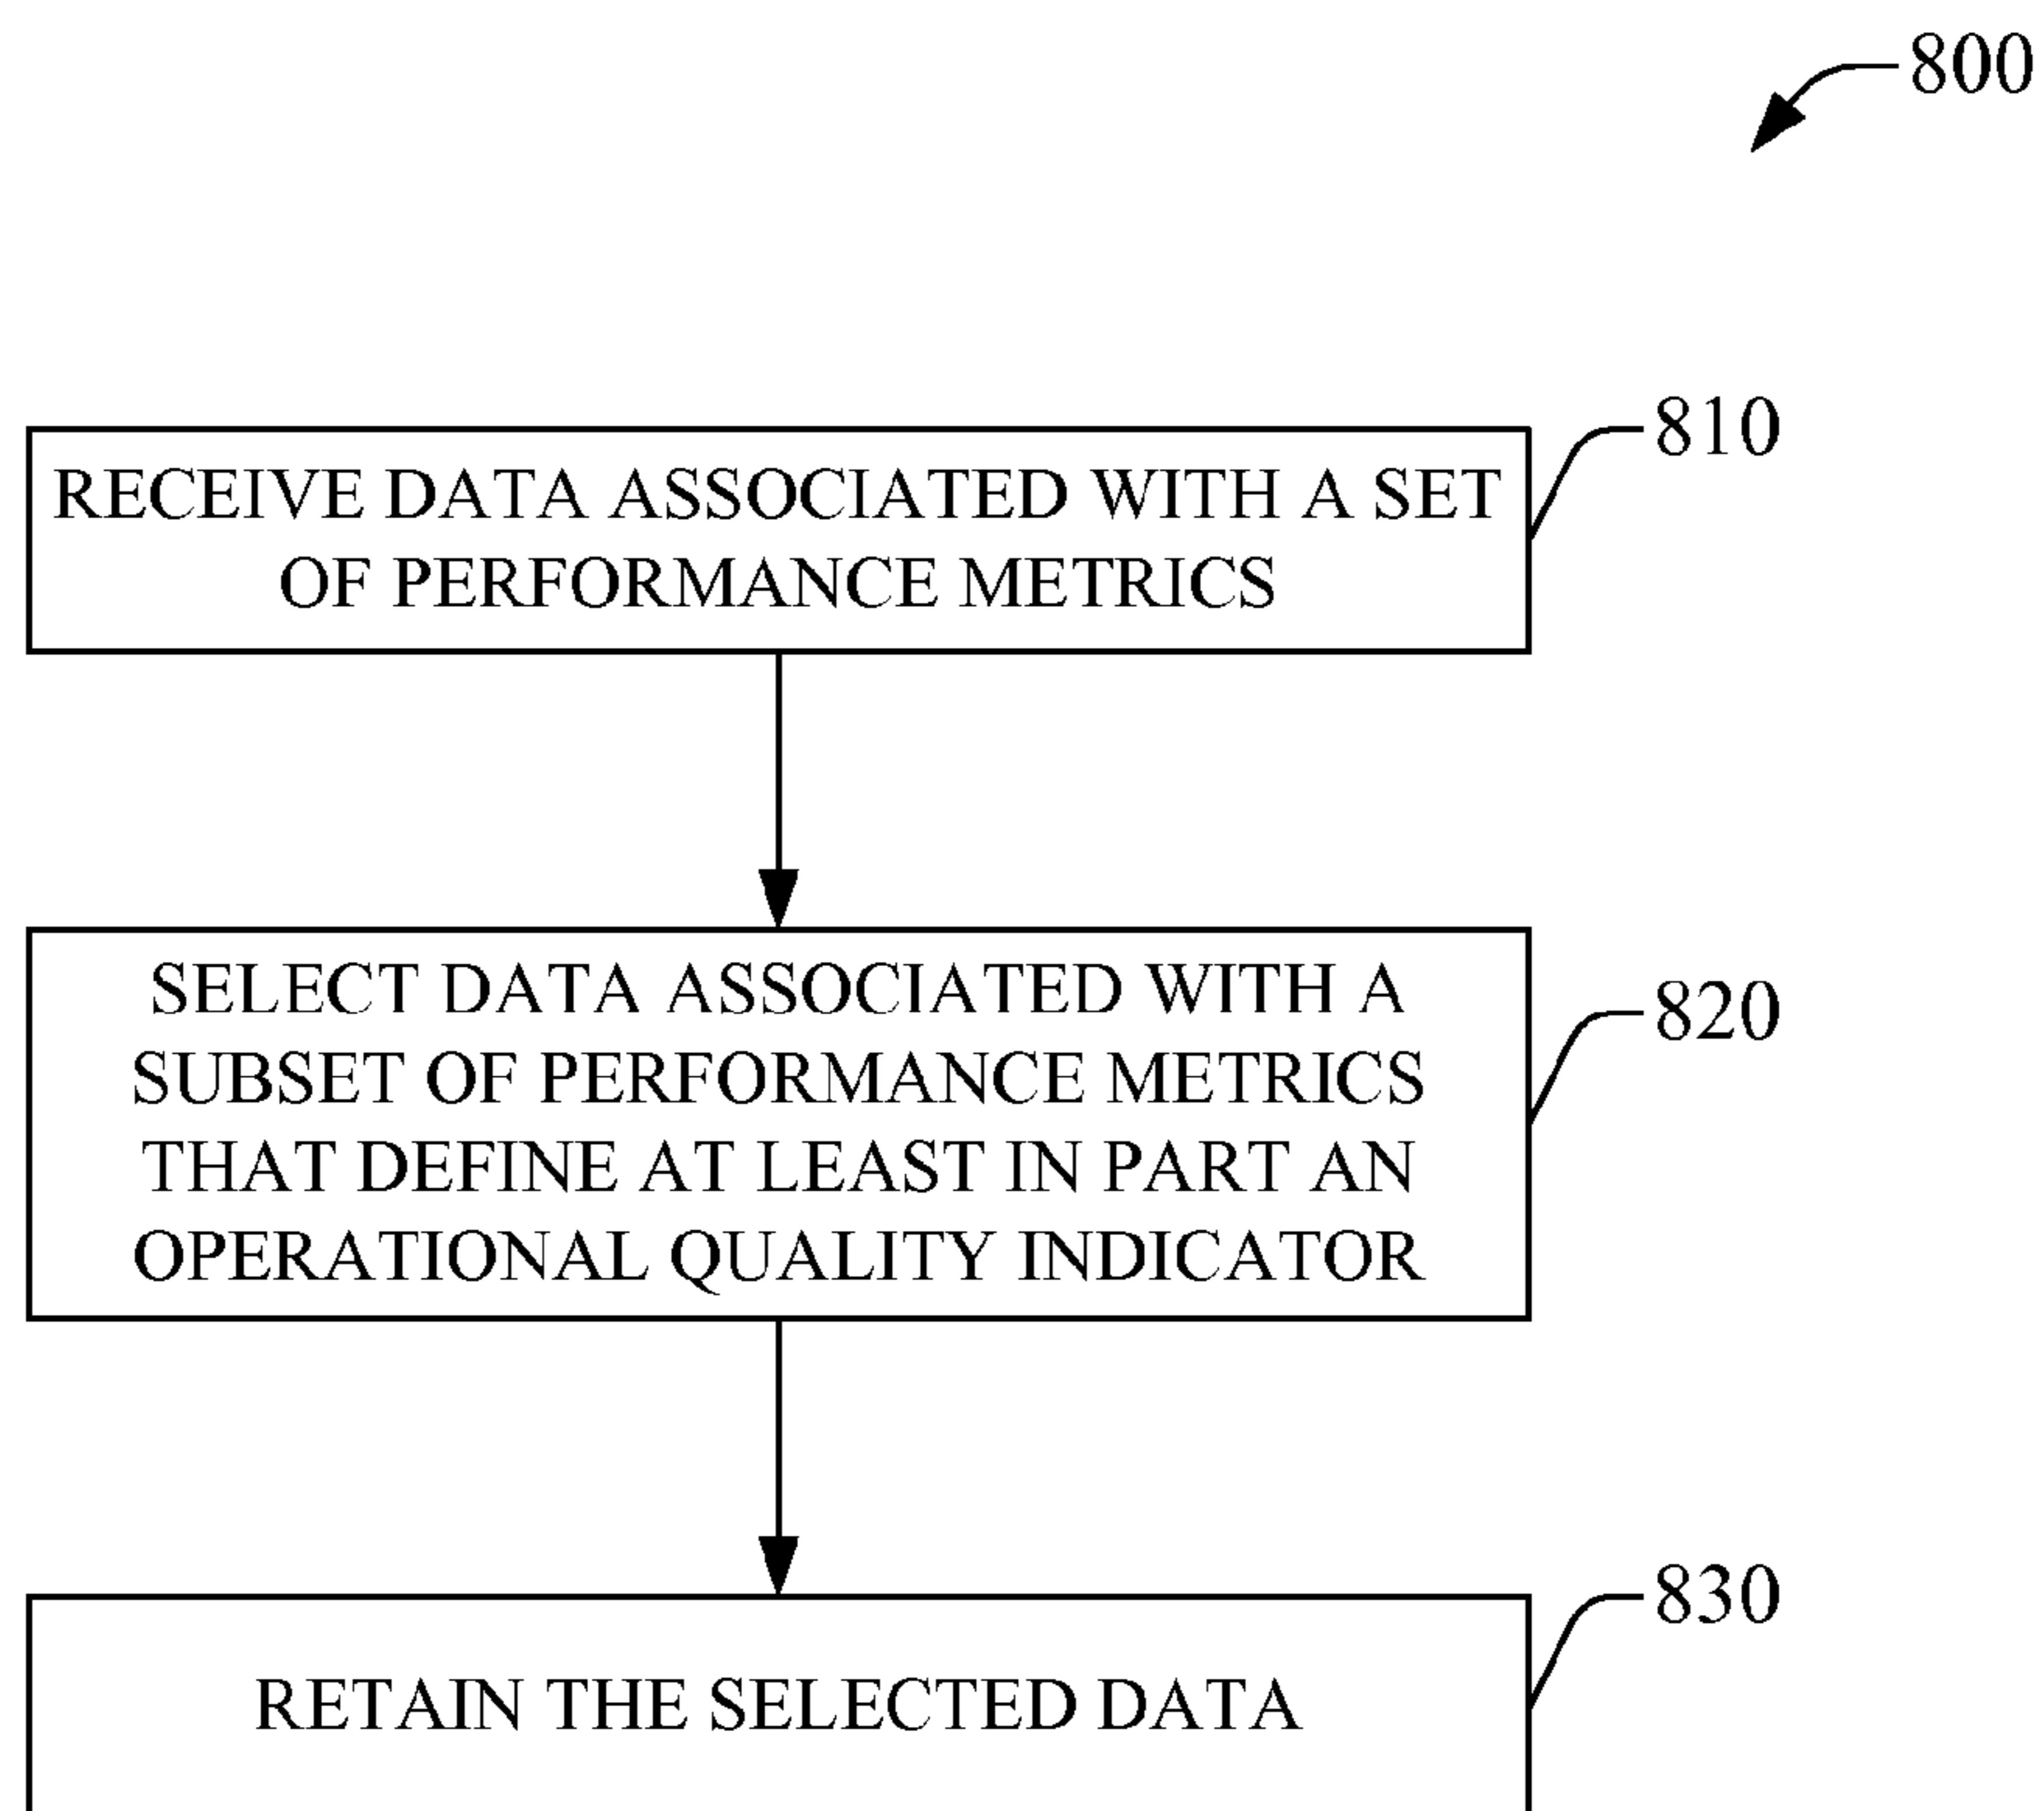 800
810
RECEIVE DATA ASSOCIATED WITH A SET
OF PERFORMANCE METRICS
SELECT DATA ASSOCIATED WITH A
SUBSET OF PERFORMANCE METRICS
THAT DEFINE AT LEAST IN PART AN
OPERATIONAL QUALITY INDICATOR
820
830
RETAIN THE SELECTED DATA